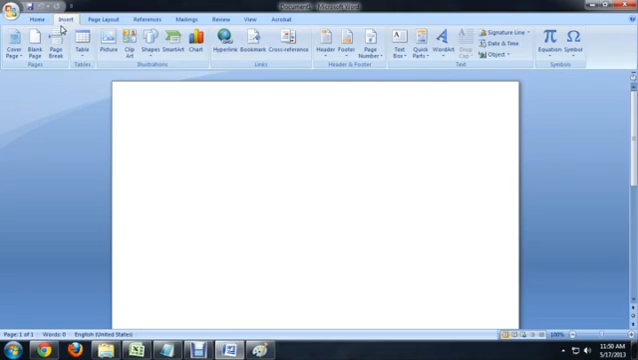 Document - Microsoft Word
Home Insert Page Layout References Mailings Review View Acrobat
Cover Page Blank Page Page Break Table Picture Clip Art Shapes SmartArt Chart Hyperlink Bookmark Cross-reference Header Footer Page Number Text Box Quick Parts WordArt Drop Cap Signature Line Date & Time Object Equation Symbol
Pages Tables Illustrations Links Header & Footer Text Symbols
Page: 1 of 1 Words: 0 English (United States) 100%
11:50 AM
5/17/2011